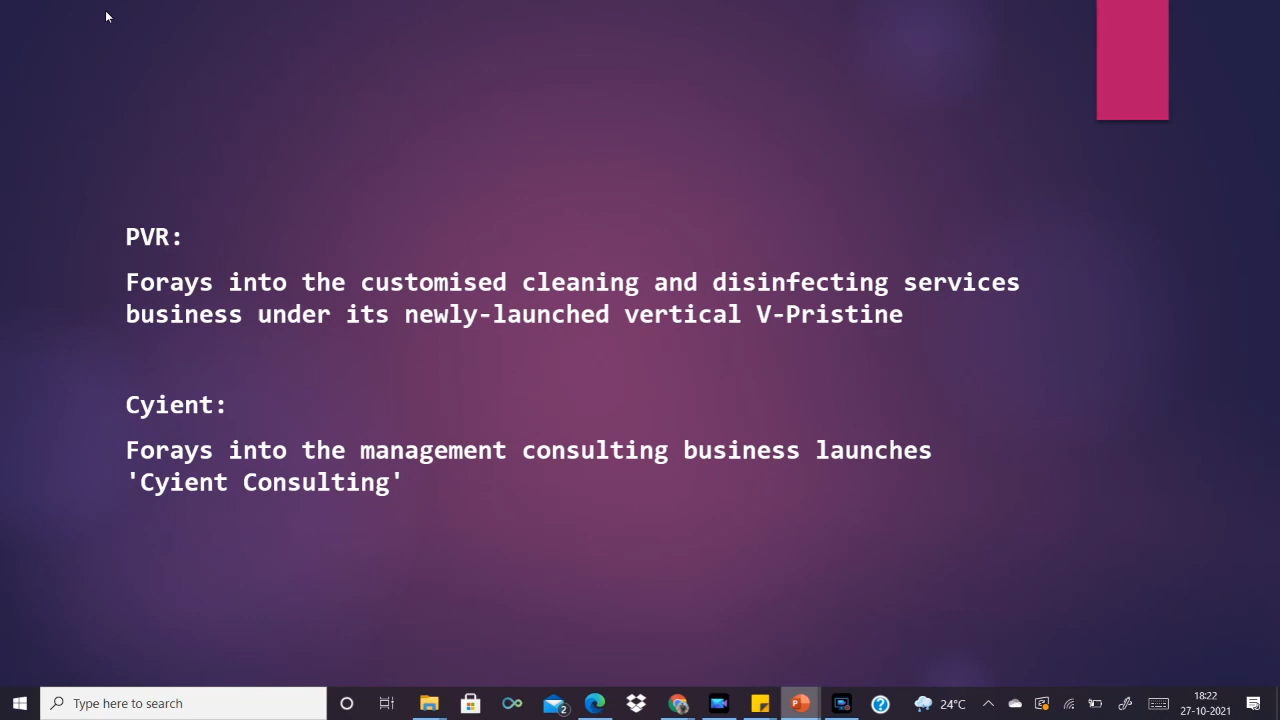 PVR:
Forays into the customised cleaning and disinfecting services
business under its newly-launched vertical V-Pristine
Cyient:
Forays into the management consulting business launches
'Cyient Consulting'
Type here to search
2
24°C
18:22
27-10-2021